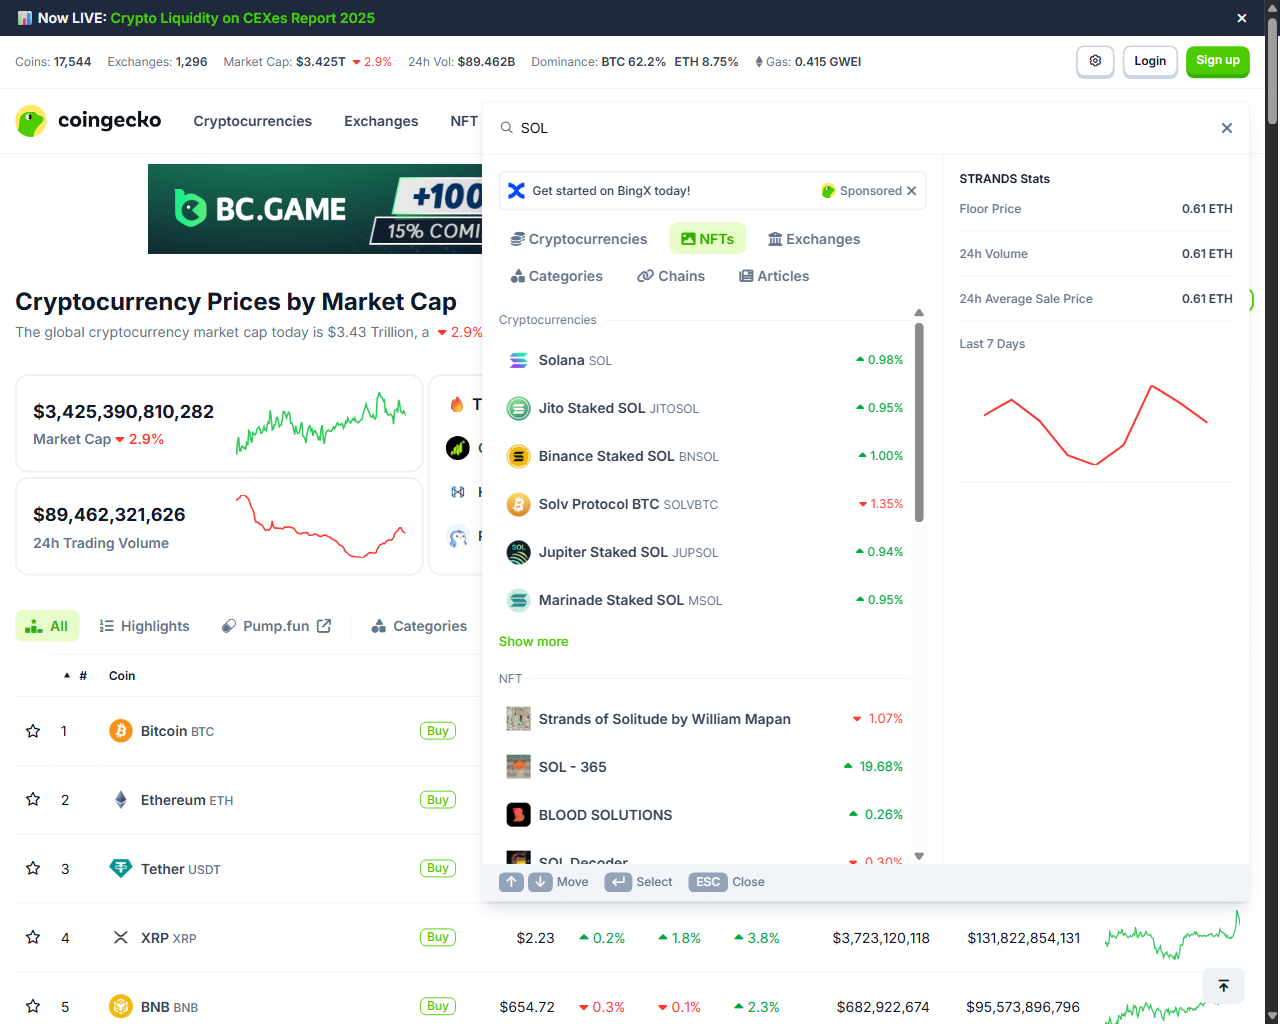 Now LIVE: Crypto Liquidity on CEXes Report 2025
Coins: 17,544 Exchanges: 1,296 Market Cap: $3.425T 2.9% 24h Vol: $89.462B Dominance: BTC 62.2% ETH 8.75% Gas: 0.415 GWEI
Login
Sign up
coingecko
Cryptocurrencies
Exchanges
NFT
SOL
BC.GAME
+100
15% COMI
Get started on BingX today!
Sponsored
Cryptocurrencies
NFTs
Exchanges
Categories
Chains
Articles
STRANDS Stats
Floor Price 0.61 ETH
24h Volume 0.61 ETH
24h Average Sale Price 0.61 ETH
Last 7 Days
Cryptocurrency Prices by Market Cap
The global cryptocurrency market cap today is $3.43 Trillion, a 2.9%
$3,425,390,810,282
Market Cap 2.9%
$89,462,321,626
24h Trading Volume
Cryptocurrencies
Solana SOL 0.98%
Jito Staked SOL JITOSOL 0.95%
Binance Staked SOL BNSOL 1.00%
Solv Protocol BTC SOLVBTC 1.35%
Jupiter Staked SOL JUPSOL 0.94%
Marinade Staked SOL MSOL 0.95%
Show more
NFT
Strands of Solitude by William Mapan 1.07%
SOL - 365 19.68%
BLOOD SOLUTIONS 0.26%
SOL Decoder 0.30%
Move
Select
ESC Close
All
Highlights
Pump.fun
Categories
# Coin
1 Bitcoin BTC Buy
2 Ethereum ETH Buy
3 Tether USDT Buy
4 XRP XRP Buy $2.23 0.2% 1.8% 3.8% $3,723,120,118 $131,822,854,131
5 BNB BNB Buy $654.72 0.3% 0.1% 2.3% $682,922,674 $95,573,896,796